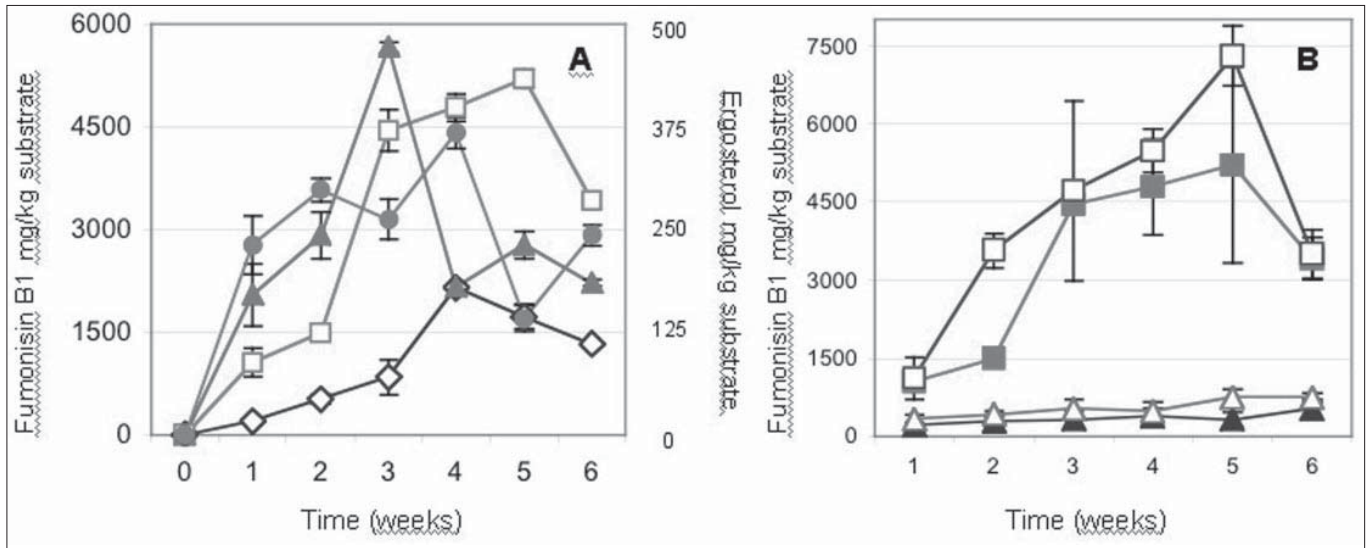 A
Fumonisin B1 mg/kg substrate
6000
4500
3000
1500
0
500
375
250
125
0
Ergosterol mg/kg substrate
0 1 2 3 4 5 6
Time (weeks)
B
Fumonisin B1 mg/kg substrate
7500
6000
4500
3000
1500
0
1 2 3 4 5 6
Time (weeks)